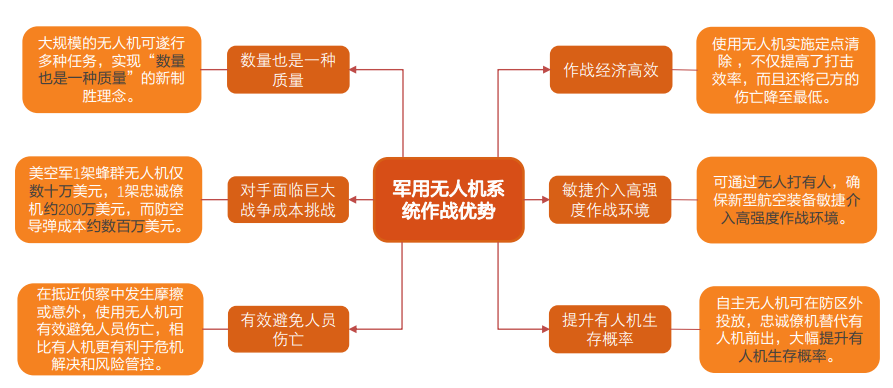 大规模的无人机可遂行
多种任务，实现“数量
也是一种质量”的新制
胜理念。
数量也是一种
质量
作战经济高效
使用无人机实施定点清
除，不仅提高了打击
效率，而且还将己方的
伤亡降至最低。
美空军1架蜂群无人机仅
数十万美元，1架忠诚僚
机约200万美元，而防空
导弹成本约数百万美元。
对手面临巨大
战争成本挑战
军用无人机系
统作战优势
敏捷介入高强
度作战环境
可通过无人打有人，确
保新型航空装备敏捷介
入高强度作战环境。
在抵近侦察中发生摩擦
或意外，使用无人机可
有效避免人员伤亡，相
比有人机更有利于危机
解决和风险管控。
有效避免人员
伤亡
提升有人机生
存概率
自主无人机可在防区外
投放，忠诚僚机替代有
人机前出，大幅提升有
人机生存概率。